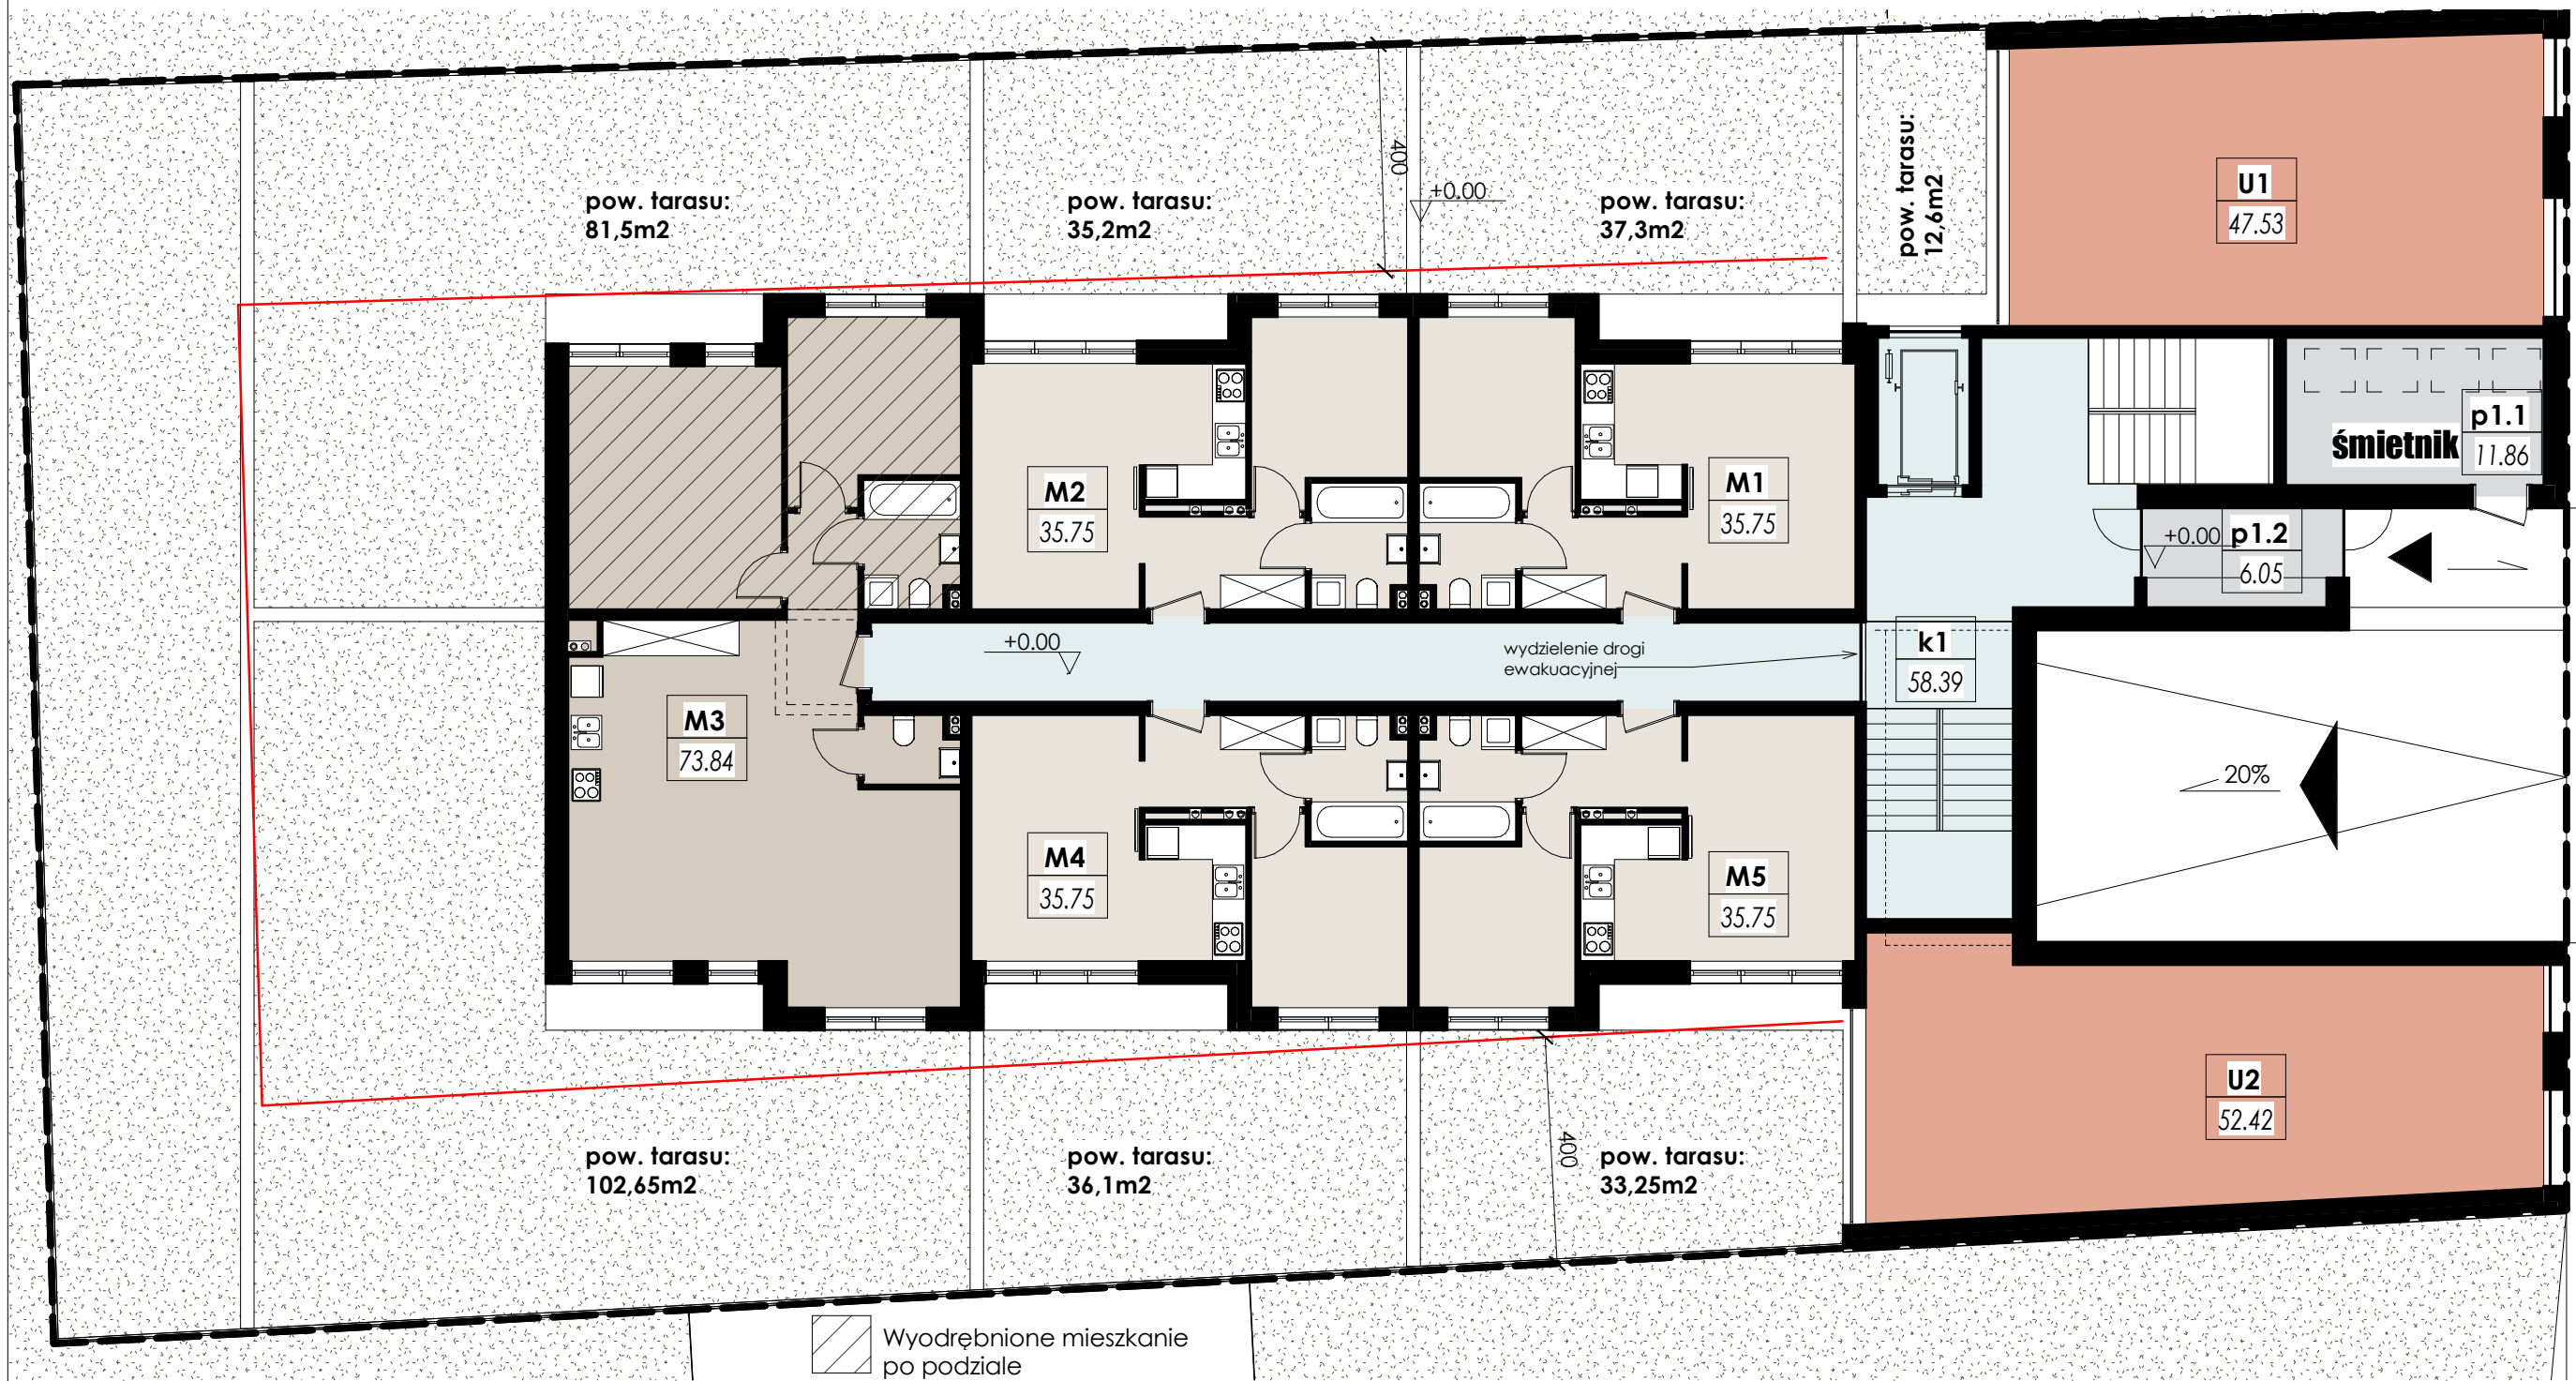 pow. tarasu:
81,5m2
pow. tarasu:
35,2m2
400
+0.00
pow. tarasu:
37,3m2
pow. tarasu:
12,6m2
U1
47.53
M2
35.75
M1
35.75
p1.1
11.86
śmietnik
+0.00
p1.2
6.05
+0.00
wydzielenie drogi
ewakuacyjnej
k1
58.39
M3
73.84
20%
M4
35.75
M5
35.75
U2
52.42
pow. tarasu:
102,65m2
pow. tarasu:
36,1m2
400
pow. tarasu:
33,25m2
Wyodrębnione mieszkanie
po podziale